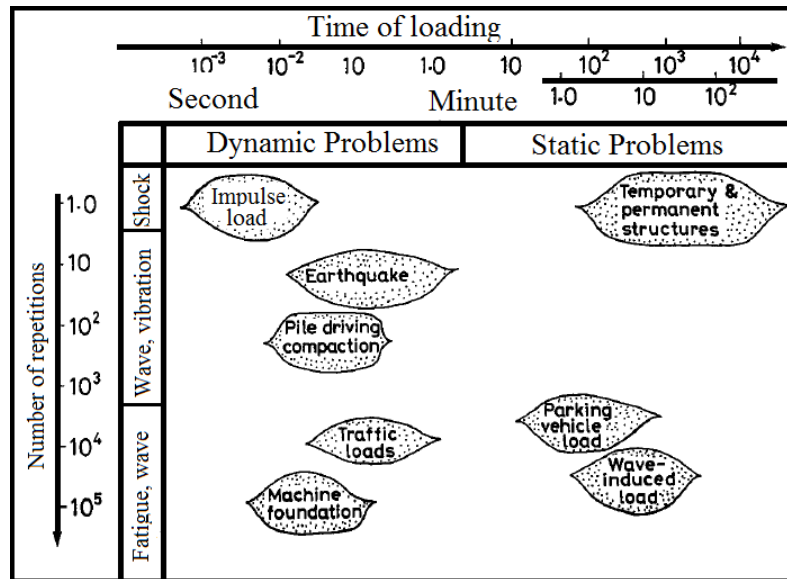 Time of loading
10⁻³ 10⁻² 10 1.0 10 10² 10³ 10⁴
Second Minute 1.0 10 10²
Dynamic Problems Static Problems
Number of repetitions
1.0
10
10²
10³
10⁴
10⁵
Shock
Wave, vibration
Fatigue, wave
Impulse
load
Temporary &
permanent
structures
Earthquake
Pile driving
compaction
Parking
vehicle
load
Traffic
loads
Wave-
induced
load
Machine
foundation